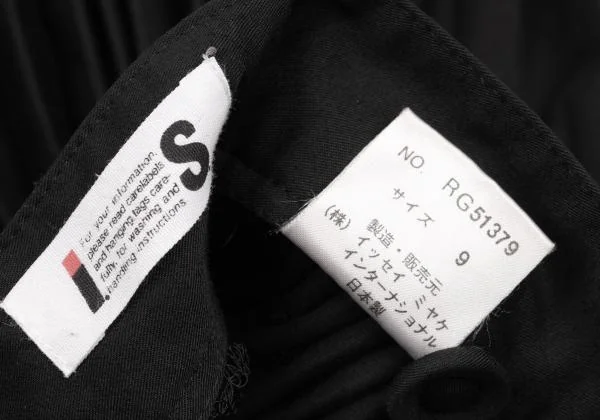 i.S
For your information,
please read carelabels
and hanging tags care-
fully, for washing and
handling instructions.
NO. RG51379
サイズ 9
製造・販売元
(株) イッセイ ミヤケ
インターナショナル
日本製